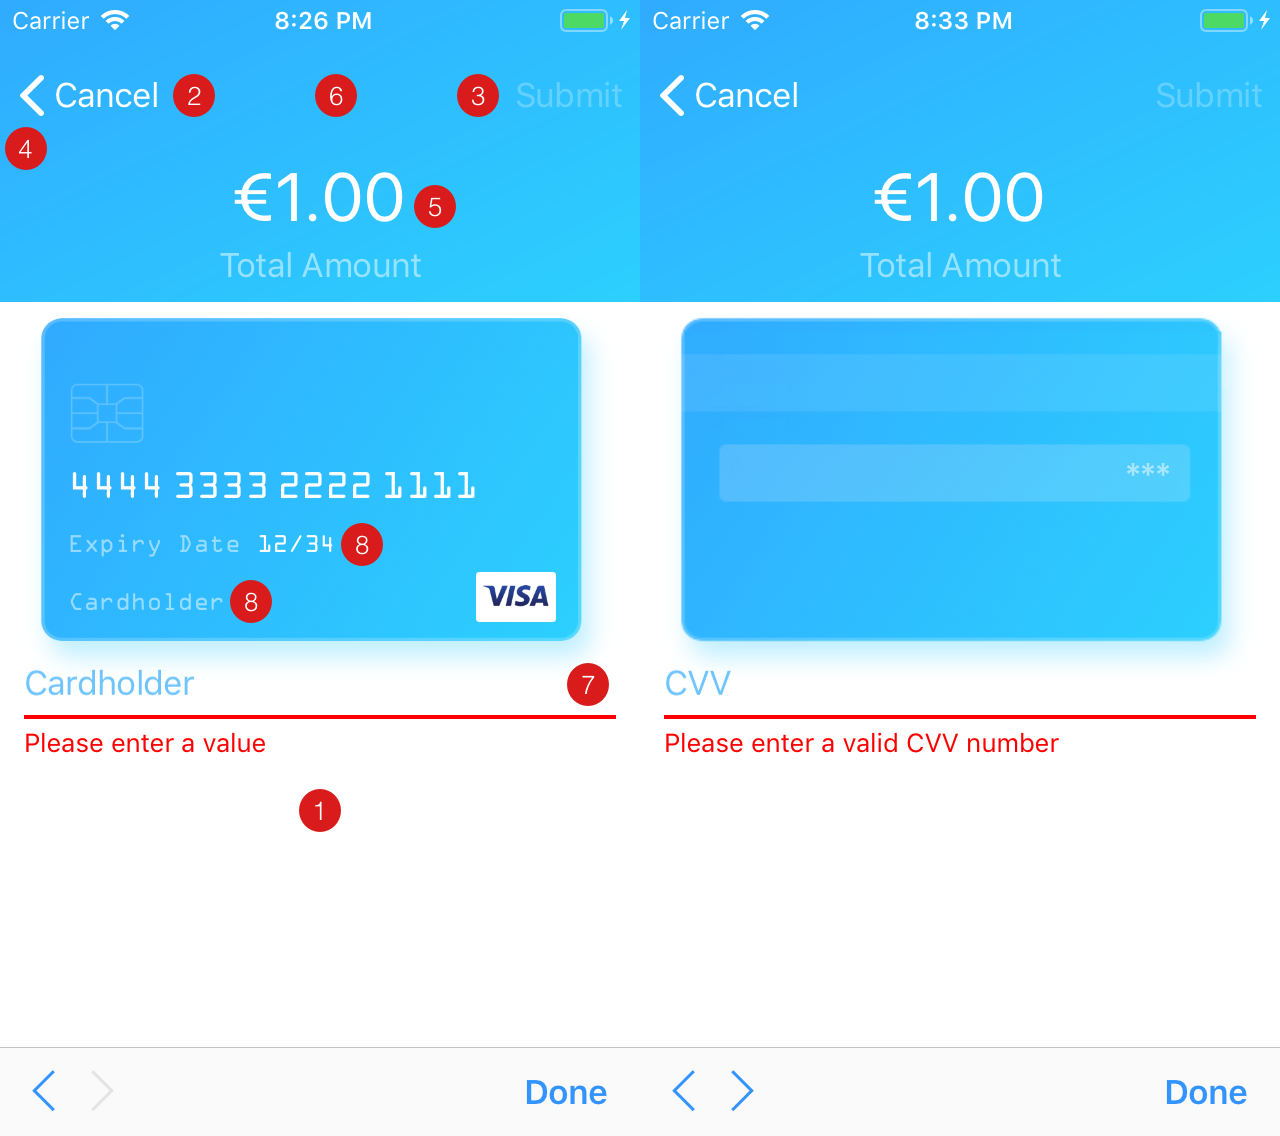 Carrier 8:26 PM
Cancel 2 6 3 Submit
4
€1.00 5
Total Amount
4444 3333 2222 1111
Expiry Date 12/34 8
Cardholder 8
VISA
Cardholder 7
Please enter a value
1
Done
Carrier 8:33 PM
Cancel Submit
€1.00
Total Amount
***
CVV
Please enter a valid CVV number
Done